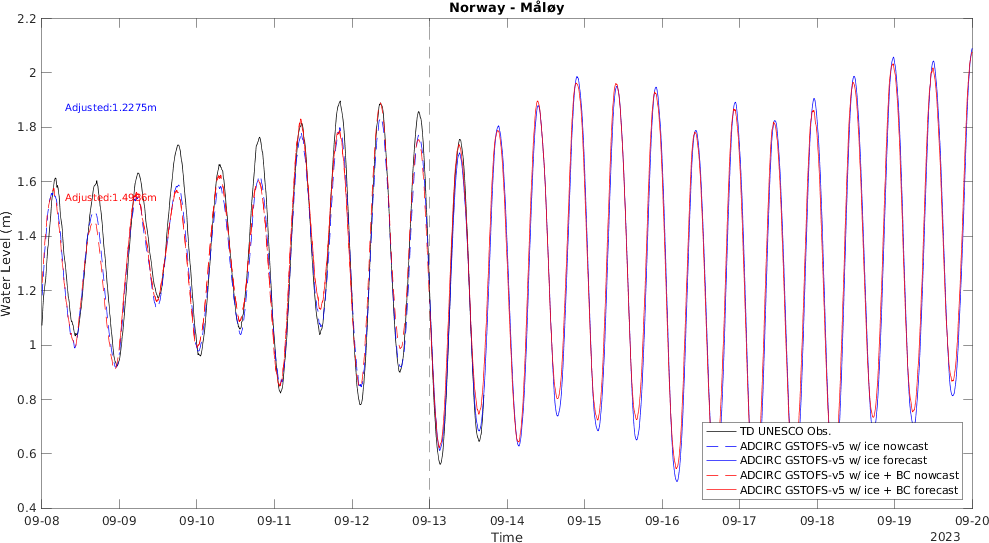 Norway - Måløy
2.2
2
1.8
1.6
1.4
1.2
1
0.8
0.6
0.4
Water Level (m)
Adjusted:1.2275m
Adjusted:1.4986m
TD UNESCO Obs.
ADCIRC GSTOFS-v5 w/ ice nowcast
ADCIRC GSTOFS-v5 w/ ice forecast
ADCIRC GSTOFS-v5 w/ ice + BC nowcast
ADCIRC GSTOFS-v5 w/ ice + BC forecast
09-08 09-09 09-10 09-11 09-12 09-13 09-14 09-15 09-16 09-17 09-18 09-19 09-20
Time
2023